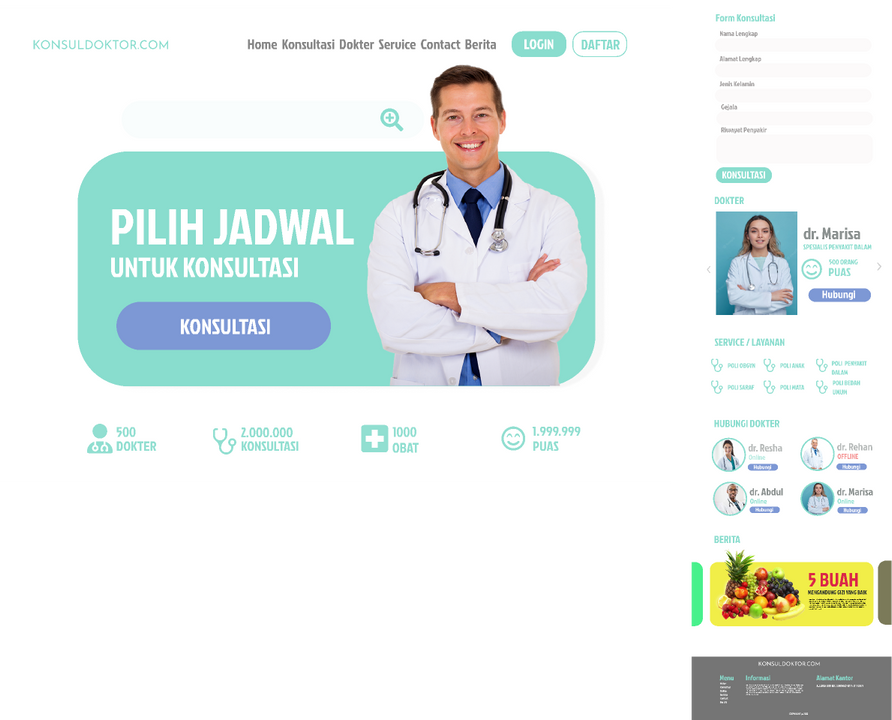 KONSULDOKTOR.COM
Home Konsultasi Dokter Service Contact Berita
LOGIN
DAFTAR
PILIH JADWAL
UNTUK KONSULTASI
KONSULTASI
500
DOKTER
2.000.000
KONSULTASI
1000
OBAT
1.999.999
PUAS
Form Konsultasi
Nama Lengkap
Alamat Lengkap
Jenis Kelamin
Gejala
Riwayat Penyakit
KONSULTASI
DOKTER
dr. Marisa
SPESIALIS PENYAKIT DALAM
500 ORANG
PUAS
Hubungi
SERVICE / LAYANAN
POLI OBGYN
POLI ANAK
POLI PENYAKIT
DALAM
POLI SARAF
POLI MATA
POLI BEDAH
UMUM
HUBUNGI DOKTER
dr. Resha
Online
Hubungi
dr. Rehan
OFFLINE
Hubungi
dr. Abdul
Online
Hubungi
dr. Marisa
Online
Hubungi
BERITA
5 BUAH
MENGANDUNG GIZI YANG BAIK
KONSULDOKTOR.COM
Menu
Informasi
Alamat Kantor